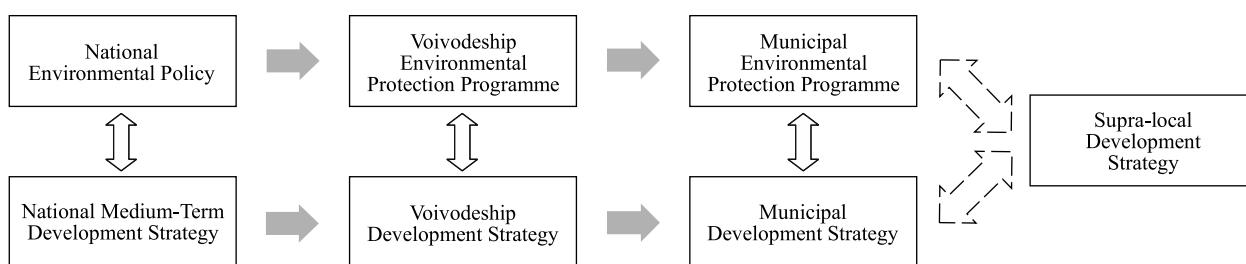 National
Environmental Policy
Voivodeship
Environmental
Protection Programme
Municipal
Environmental
Protection Programme
Supra-local
Development
Strategy
National Medium-Term
Development Strategy
Voivodeship
Development Strategy
Municipal
Development Strategy